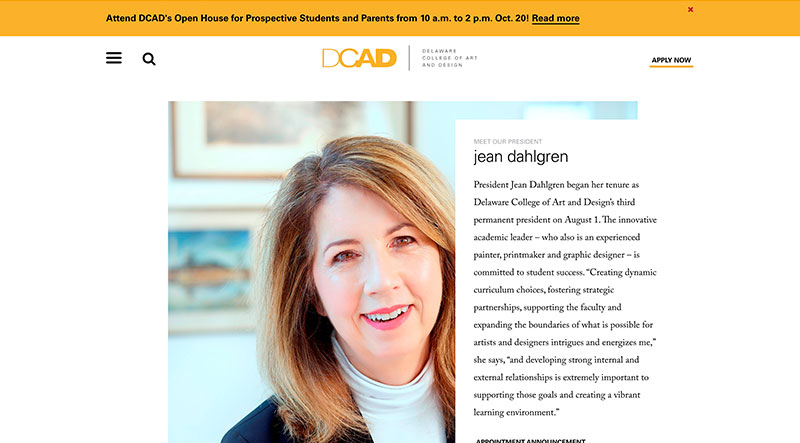 Attend DCAD's Open House for Prospective Students and Parents from 10 a.m. to 2 p.m. Oct. 20! Read more
DCAD
DELAWARE
COLLEGE OF ART
AND DESIGN
APPLY NOW
MEET OUR PRESIDENT
jean dahlgren
President Jean Dahlgren began her tenure as
Delaware College of Art and Design's third
permanent president on August 1. The innovative
academic leader – who also is an experienced
painter, printmaker and graphic designer – is
committed to student success. “Creating dynamic
curriculum choices, fostering strategic
partnerships, supporting the faculty and
expanding the boundaries of what is possible for
artists and designers intrigues and energizes me,”
she says, “and developing strong internal and
external relationships is extremely important to
supporting those goals and creating a vibrant
learning environment.”
APPOINTMENT ANNOUNCEMENT